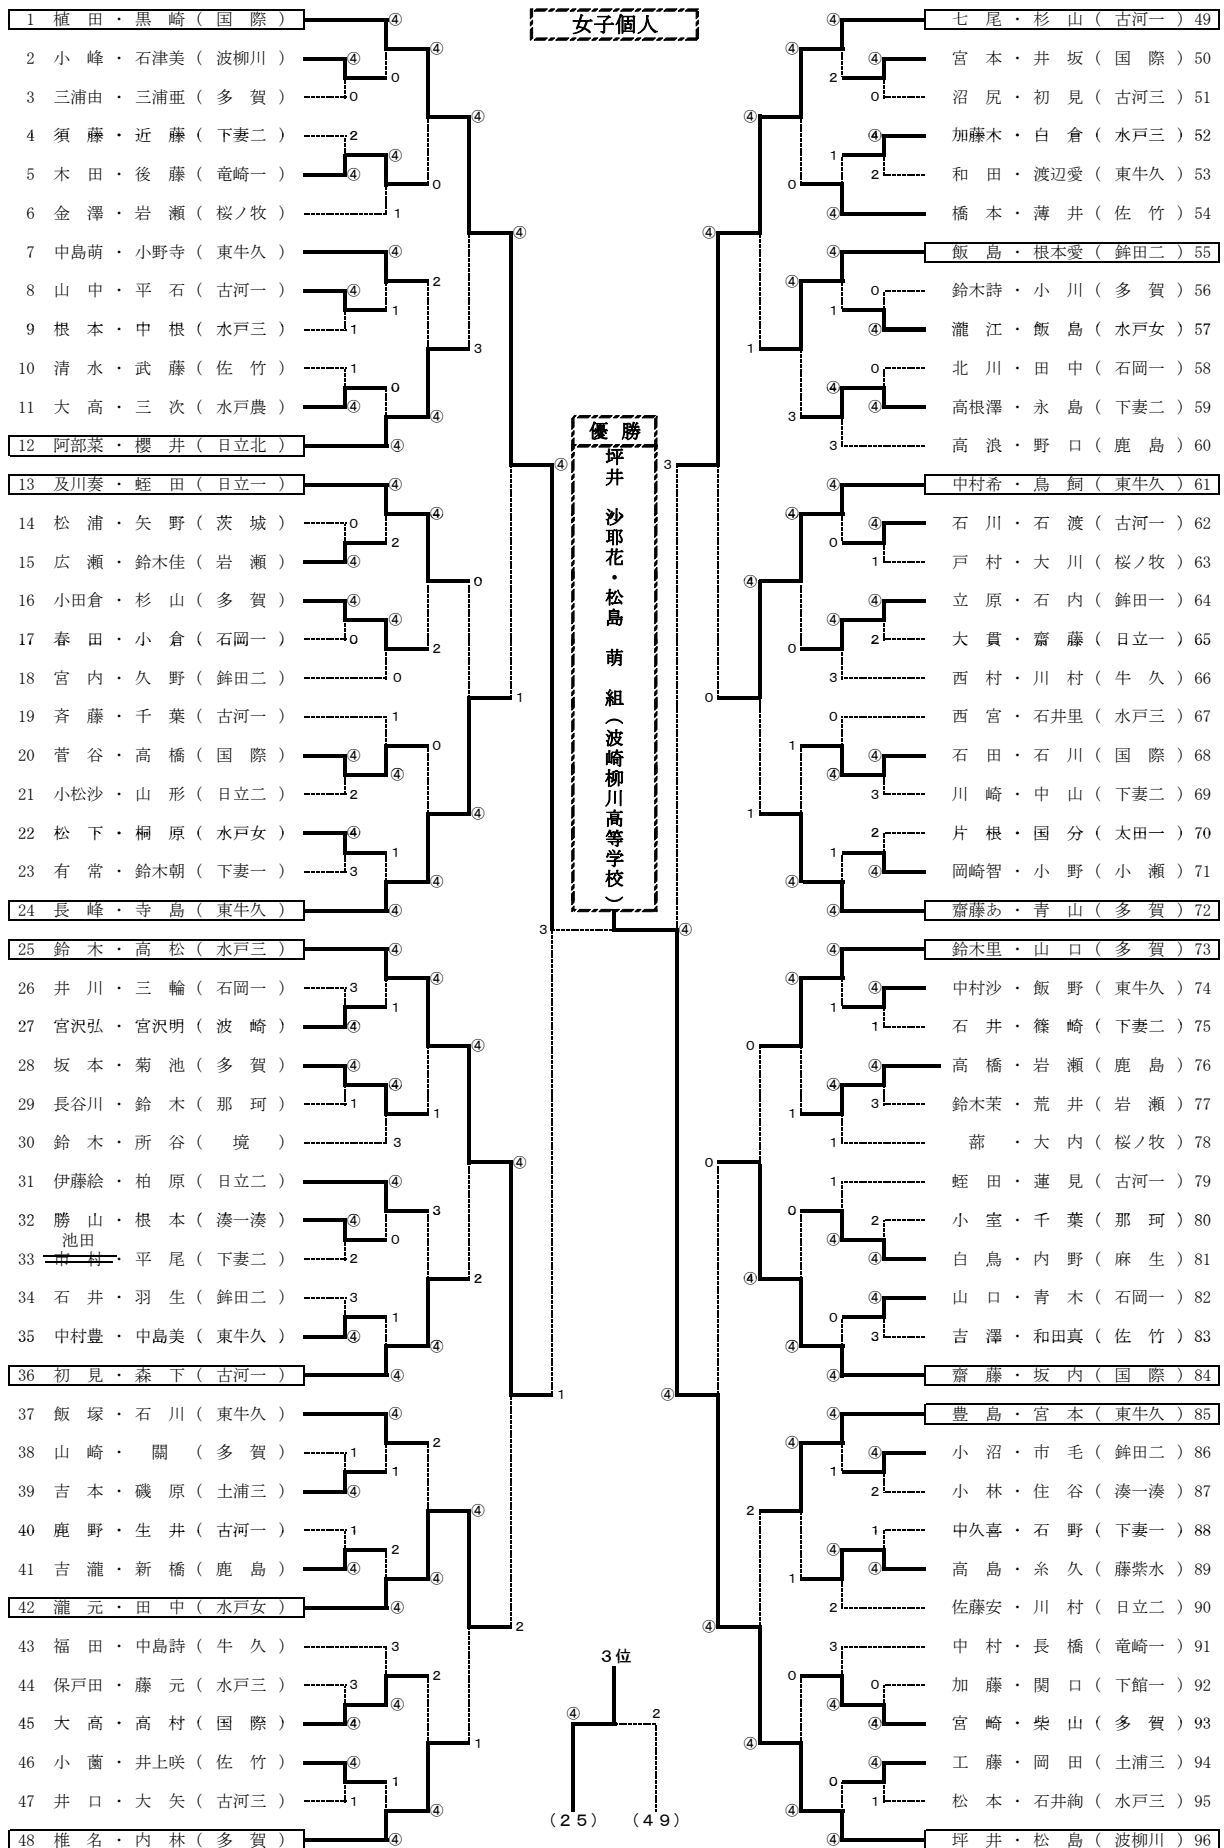 女子個人
1 植田・黒崎(国際)
2 小峰・石津美(波柳川)
3 三浦由・三浦亜(多賀)
4 須藤・近藤(下妻二)
5 木田・後藤(竜崎一)
6 金澤・岩瀬(桜ノ牧)
7 中島萌・小野寺(東牛久)
8 山中・平石(古河一)
9 根本・中根(水戸三)
10 清水・武藤(佐竹)
11 大高・三次(水戸農)
12 阿部菜・櫻井(日立北)
13 及川奏・蛭田(日立一)
14 松浦・矢野(茨城)
15 広瀬・鈴木佳(岩瀬)
16 小田倉・杉山(多賀)
17 春田・小倉(石岡一)
18 宮内・久野(鉾田二)
19 斉藤・千葉(古河一)
20 菅谷・高橋(国際)
21 小松沙・山形(日立二)
22 松下・桐原(水戸女)
23 有常・鈴木朝(下妻一)
24 長峰・寺島(東牛久)
25 鈴木・高松(水戸三)
26 井川・三輪(石岡一)
27 宮沢弘・宮沢明(波崎)
28 坂本・菊池(多賀)
29 長谷川・鈴木(那珂)
30 鈴木・所谷(境)
31 伊藤絵・柏原(日立二)
32 勝山・根本(湊一湊)
池田
33 市村・平尾(下妻二)
34 石井・羽生(鉾田二)
35 中村豊・中島美(東牛久)
36 初見・森下(古河一)
37 飯塚・石川(東牛久)
38 山崎・關(多賀)
39 吉本・磯原(土浦三)
40 鹿野・生井(古河一)
41 吉瀧・新橋(鹿島)
42 瀧元・田中(水戸女)
43 福田・中島詩(牛久)
44 保戸田・藤元(水戸三)
45 大高・高村(国際)
46 小薗・井上咲(佐竹)
47 井口・大矢(古河三)
48 椎名・内林(多賀)
優勝
坪井 沙耶花・松島 萌 組(波崎柳川高等学校)
3位
④ 2
(25) (49)
七尾・杉山(古河一)49
宮本・井坂(国際)50
沼尻・初見(古河三)51
加藤木・白倉(水戸三)52
和田・渡辺愛(東牛久)53
橋本・薄井(佐竹)54
飯島・根本愛(鉾田二)55
鈴木詩・小川(多賀)56
瀧江・飯島(水戸女)57
北川・田中(石岡一)58
高根澤・永島(下妻二)59
高浪・野口(鹿島)60
中村希・鳥飼(東牛久)61
石川・石渡(古河一)62
戸村・大川(桜ノ牧)63
立原・石内(鉾田一)64
大貫・齋藤(日立一)65
西村・川村(牛久)66
西宮・石井里(水戸三)67
石田・石川(国際)68
川崎・中山(下妻二)69
片根・国分(太田一)70
岡崎智・小野(小瀬)71
齋藤あ・青山(多賀)72
鈴木里・山口(多賀)73
中村沙・飯野(東牛久)74
石井・篠崎(下妻二)75
高橋・岩瀬(鹿島)76
鈴木茉・荒井(岩瀬)77
蔀・大内(桜ノ牧)78
蛭田・蓮見(古河一)79
小室・千葉(那珂)80
白鳥・内野(麻生)81
山口・青木(石岡一)82
吉澤・和田真(佐竹)83
齋藤・坂内(国際)84
豊島・宮本(東牛久)85
小沼・市毛(鉾田二)86
小林・住谷(湊一湊)87
中久喜・石野(下妻一)88
高島・糸久(藤紫水)89
佐藤安・川村(日立二)90
中村・長橋(竜崎一)91
加藤・関口(下館一)92
宮崎・柴山(多賀)93
工藤・岡田(土浦三)94
松本・石井絢(水戸三)95
坪井・松島(波柳川)96